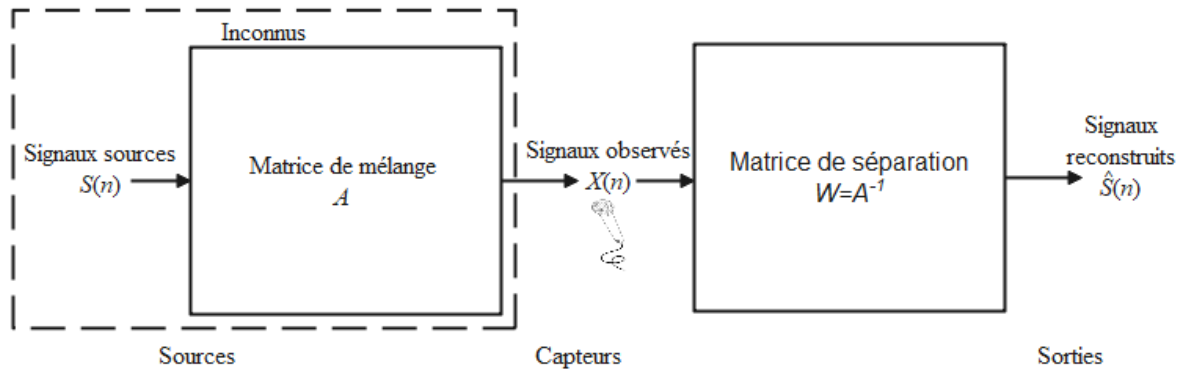 Inconnus
Signaux sources
S(n)
Matrice de mélange
A
Signaux observés
X(n)
Matrice de séparation
W=A⁻¹
Signaux
reconstruits
Ŝ(n)
Sources
Capteurs
Sorties